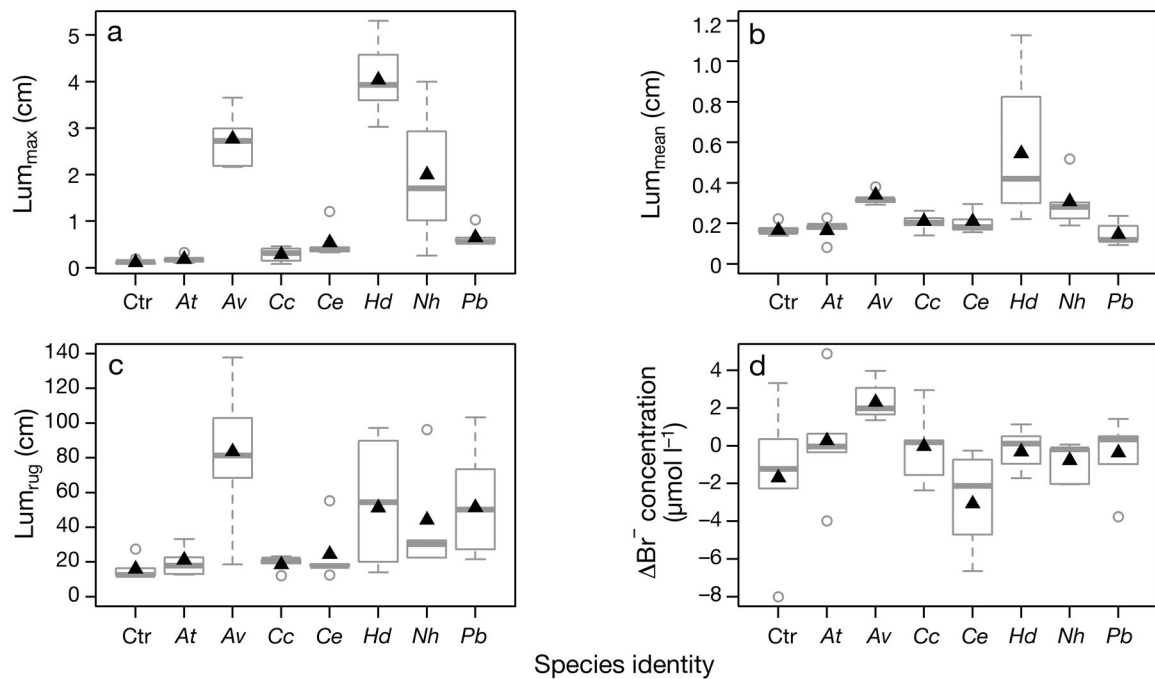 a
5
4
3
2
1
0
Lum_max (cm)
Ctr At Av Cc Ce Hd Nh Pb
b
1.2
1.0
0.8
0.6
0.4
0.2
0
Lum_mean (cm)
Ctr At Av Cc Ce Hd Nh Pb
c
140
120
100
80
60
40
20
0
Lum_rug (cm)
Ctr At Av Cc Ce Hd Nh Pb
d
4
2
0
−2
−4
−6
−8
ΔBr⁻ concentration
(µmol l⁻¹)
Ctr At Av Cc Ce Hd Nh Pb
Species identity